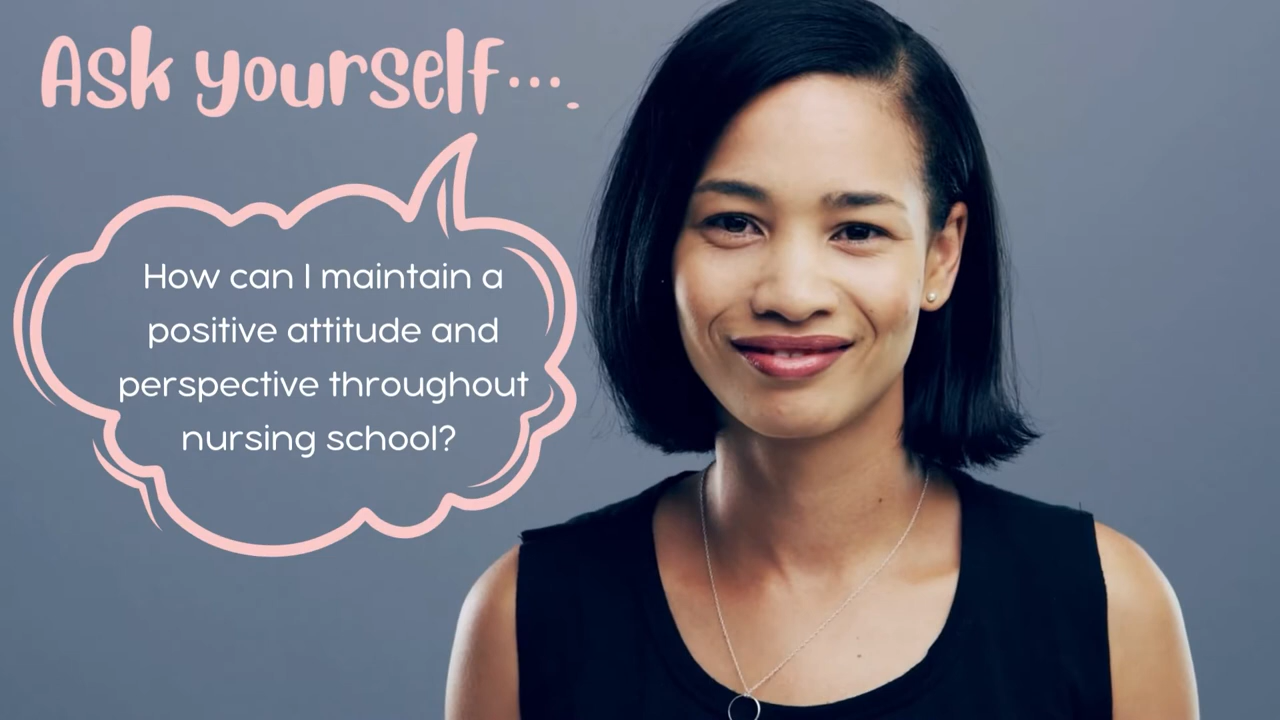 Ask yourself....
How can I maintain a
positive attitude and
perspective throughout
nursing school?